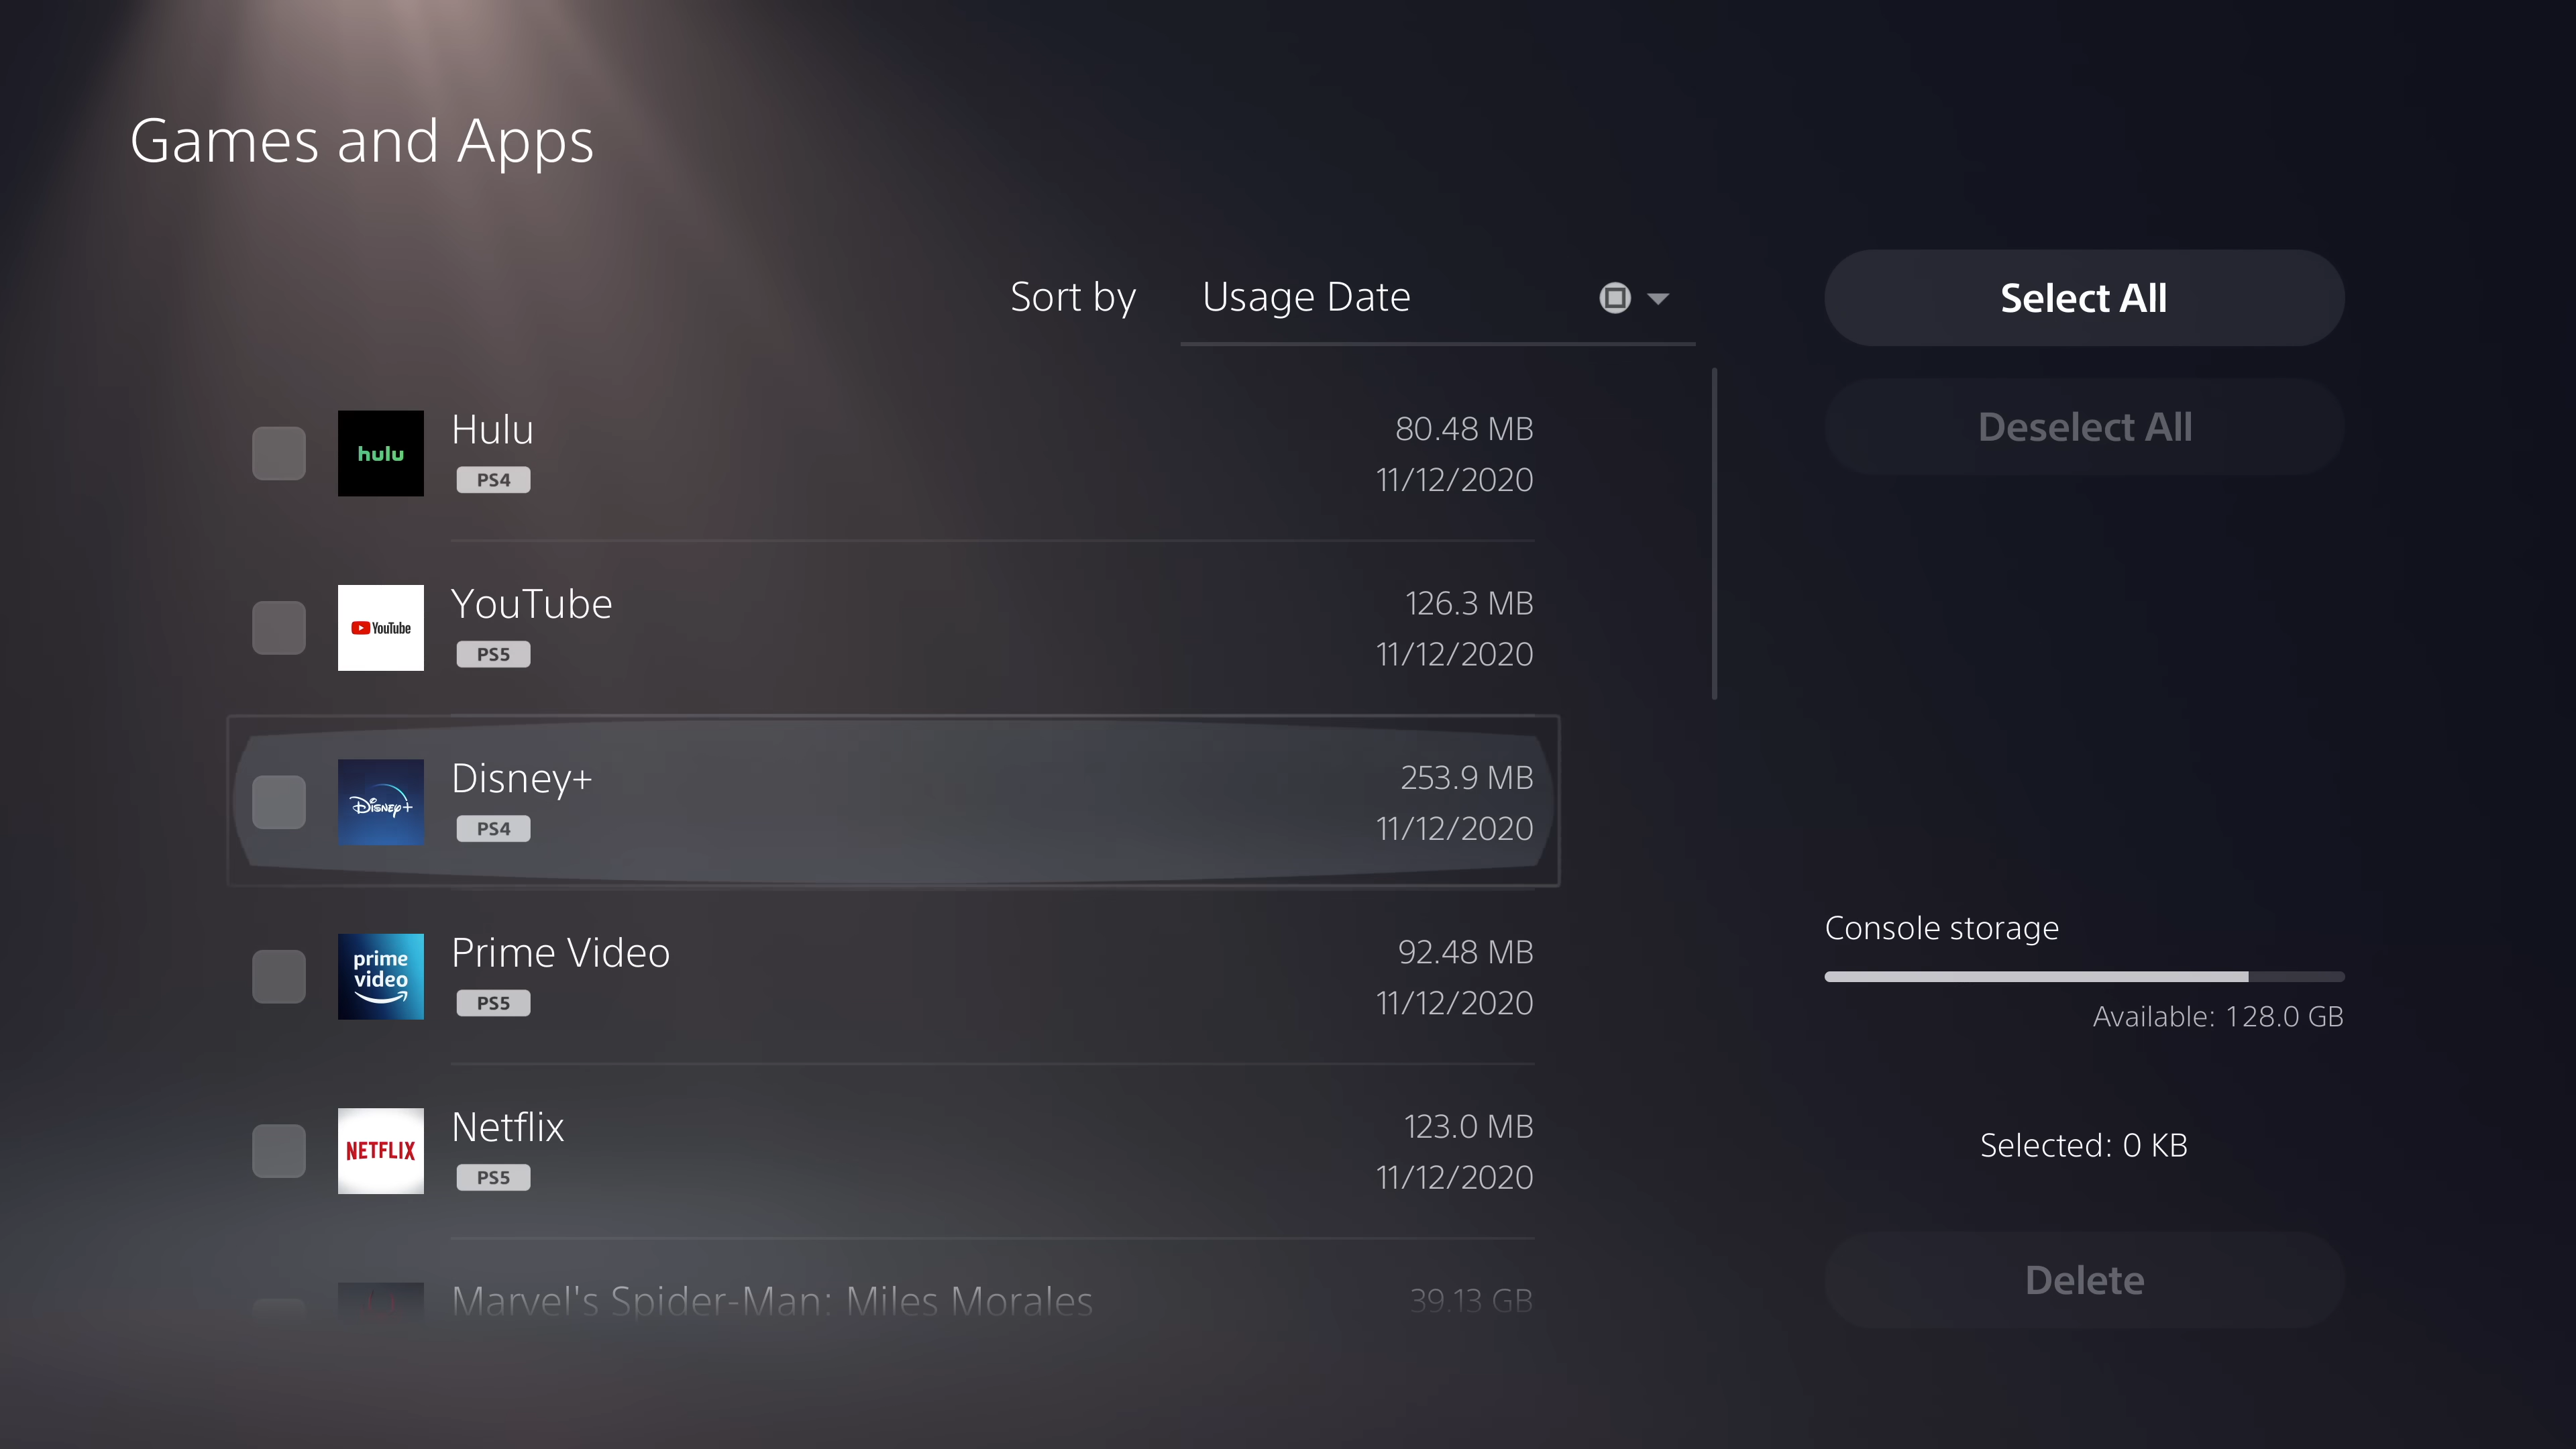 Games and Apps
Sort by Usage Date
Select All
Deselect All
hulu
Hulu
80.48 MB
PS4
11/12/2020
YouTube
YouTube
126.3 MB
PS5
11/12/2020
Disney+
Disney+
253.9 MB
PS4
11/12/2020
prime
video
Prime Video
92.48 MB
PS5
11/12/2020
NETFLIX
Netflix
123.0 MB
PS5
11/12/2020
Marvel's Spider-Man: Miles Morales
39.13 GB
Console storage
Available: 128.0 GB
Selected: 0 KB
Delete